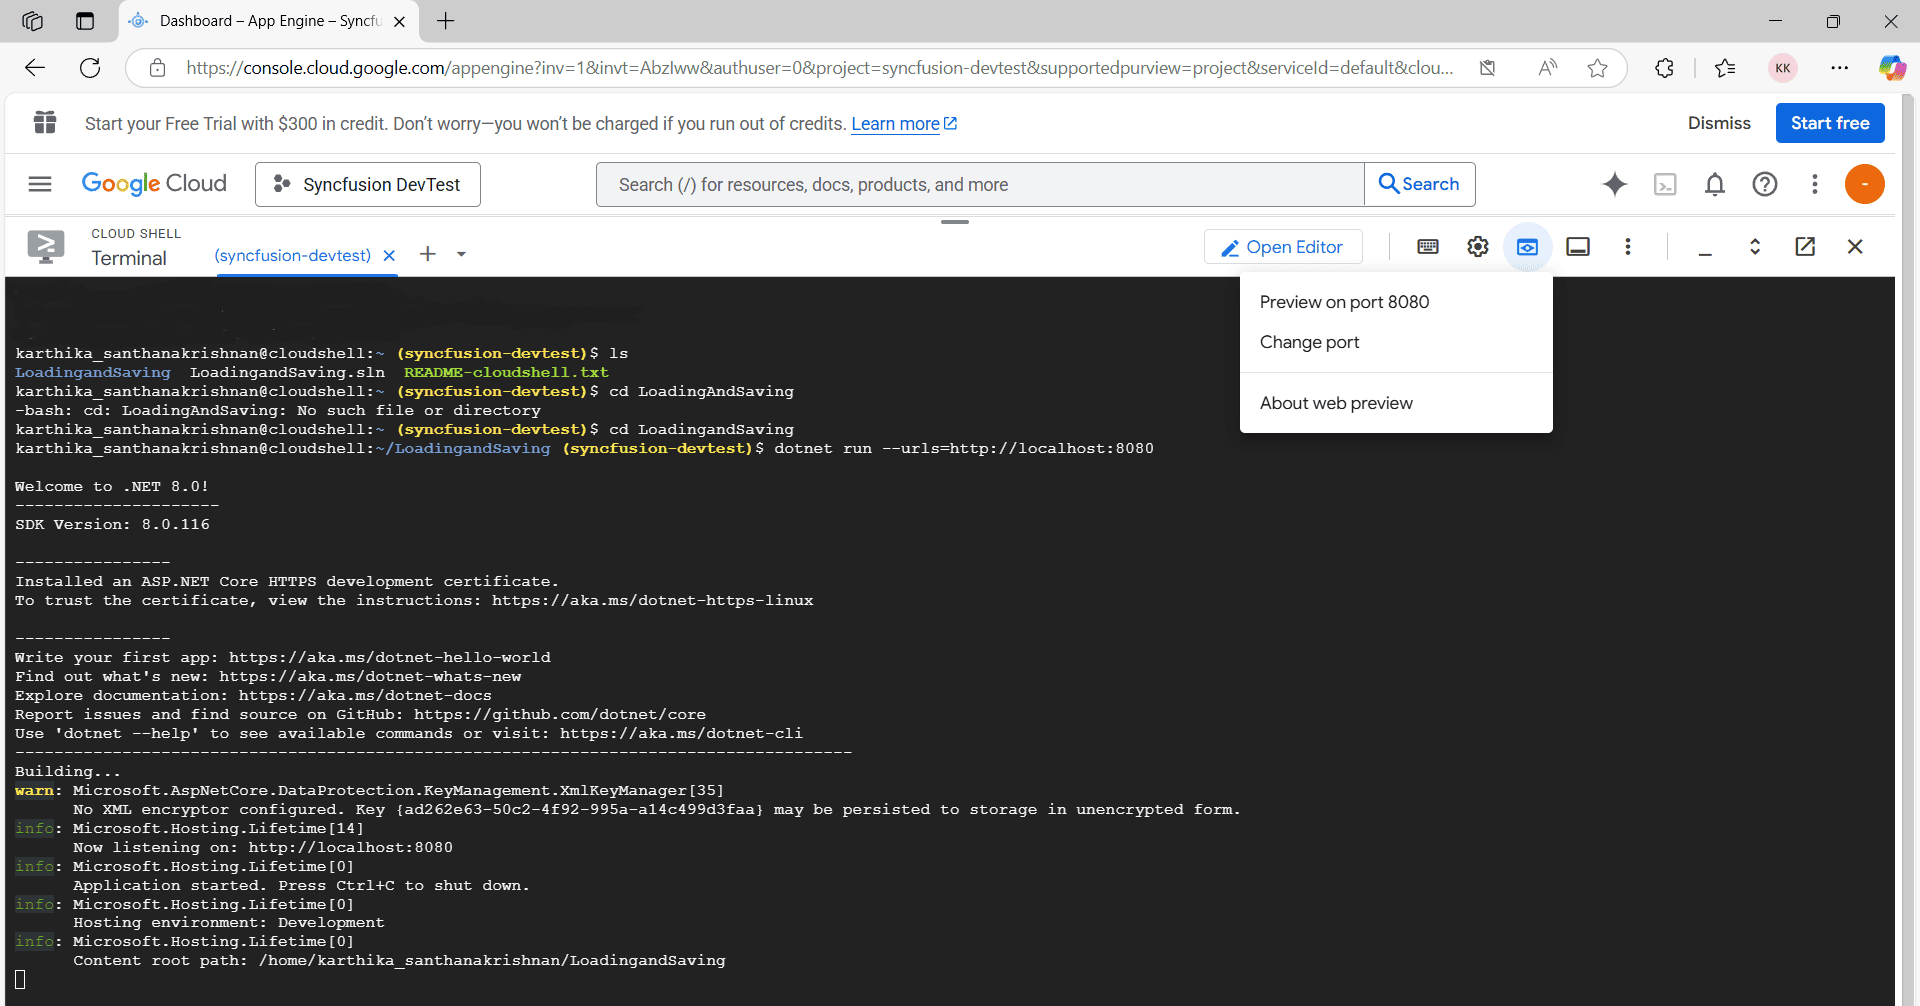 Dashboard – App Engine – Syncfu
https://console.cloud.google.com/appengine?inv=1&invt=AbzIww&authuser=0&project=syncfusion-devtest&supportedpurview=project&serviceId=default&clou...
KK
Start your Free Trial with $300 in credit. Don’t worry—you won’t be charged if you run out of credits. Learn more
Dismiss
Start free
Google Cloud
Syncfusion DevTest
Search (/) for resources, docs, products, and more
Search
CLOUD SHELL
Terminal
(syncfusion-devtest)
Open Editor
Preview on port 8080
Change port
About web preview
karthika_santhanakrishnan@cloudshell:~ (syncfusion-devtest)$ ls
LoadingandSaving  LoadingandSaving.sln  README-cloudshell.txt
karthika_santhanakrishnan@cloudshell:~ (syncfusion-devtest)$ cd LoadingAndSaving
-bash: cd: LoadingAndSaving: No such file or directory
karthika_santhanakrishnan@cloudshell:~ (syncfusion-devtest)$ cd LoadingandSaving
karthika_santhanakrishnan@cloudshell:~/LoadingandSaving (syncfusion-devtest)$ dotnet run --urls=http://localhost:8080
Welcome to .NET 8.0!
---------------------
SDK Version: 8.0.116
----------------
Installed an ASP.NET Core HTTPS development certificate.
To trust the certificate, view the instructions: https://aka.ms/dotnet-https-linux
----------------
Write your first app: https://aka.ms/dotnet-hello-world
Find out what's new: https://aka.ms/dotnet-whats-new
Explore documentation: https://aka.ms/dotnet-docs
Report issues and find source on GitHub: https://github.com/dotnet/core
Use 'dotnet --help' to see available commands or visit: https://aka.ms/dotnet-cli
--------------------------------------------------------------------------------------
Building...
warn: Microsoft.AspNetCore.DataProtection.KeyManagement.XmlKeyManager[35]
No XML encryptor configured. Key {ad262e63-50c2-4f92-995a-a14c499d3faa} may be persisted to storage in unencrypted form.
info: Microsoft.Hosting.Lifetime[14]
Now listening on: http://localhost:8080
info: Microsoft.Hosting.Lifetime[0]
Application started. Press Ctrl+C to shut down.
info: Microsoft.Hosting.Lifetime[0]
Hosting environment: Development
info: Microsoft.Hosting.Lifetime[0]
Content root path: /home/karthika_santhanakrishnan/LoadingandSaving